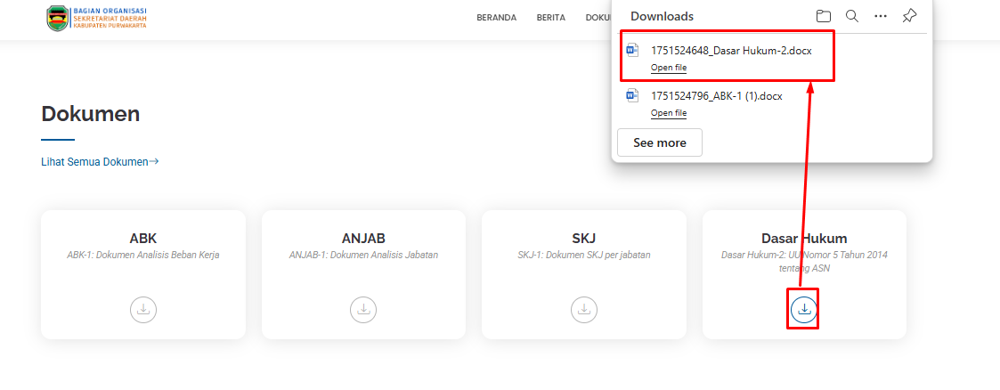 BAGIAN ORGANISASI
SEKRETARIAT DAERAH
KABUPATEN PURWAKARTA
BERANDA BERITA DOKU
Downloads
1751524648_Dasar Hukum-2.docx
Open file
1751524796_ABK-1 (1).docx
Open file
See more
Dokumen
Lihat Semua Dokumen→
ABK
ABK-1: Dokumen Analisis Beban Kerja
ANJAB
ANJAB-1: Dokumen Analisis Jabatan
SKJ
SKJ-1: Dokumen SKJ per jabatan
Dasar Hukum
Dasar Hukum-2: UU Nomor 5 Tahun 2014
tentang ASN